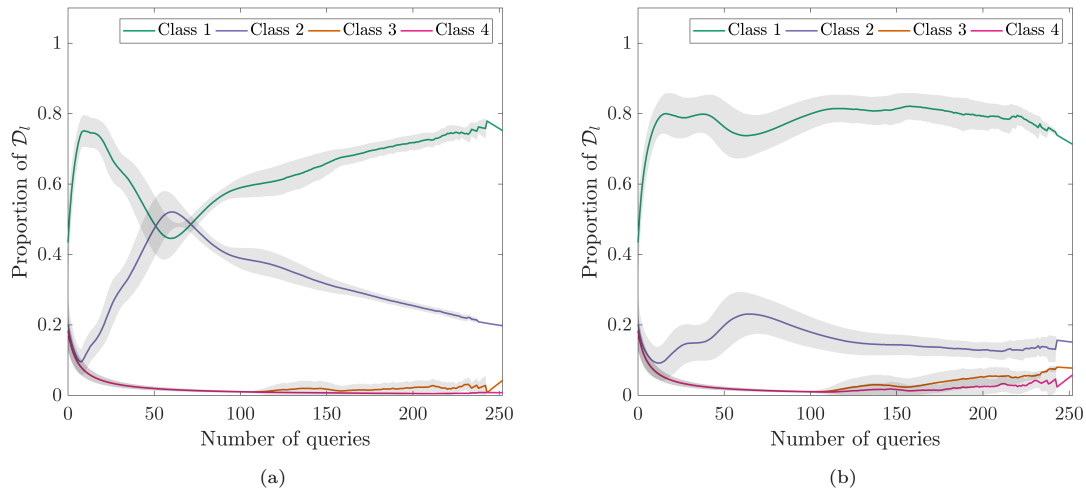 Class 1 Class 2 Class 3 Class 4
1
0.8
0.6
0.4
0.2
0
Proportion of 𝒟ₗ
0 50 100 150 200 250
Number of queries
(a)
Class 1 Class 2 Class 3 Class 4
1
0.8
0.6
0.4
0.2
0
Proportion of 𝒟ₗ
0 50 100 150 200 250
Number of queries
(b)